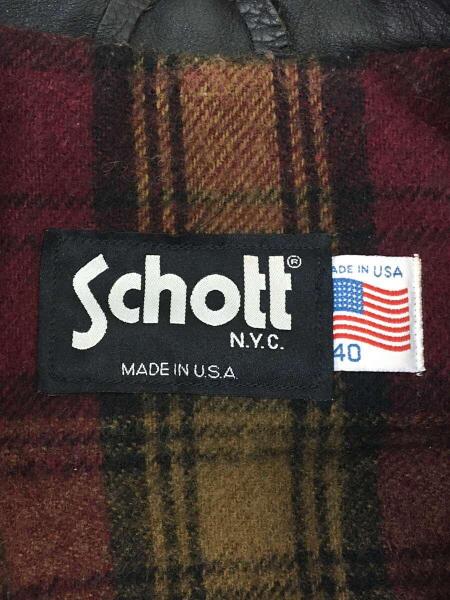 Schott®
N.Y.C.
MADE IN U.S.A.
ADE IN USA
40